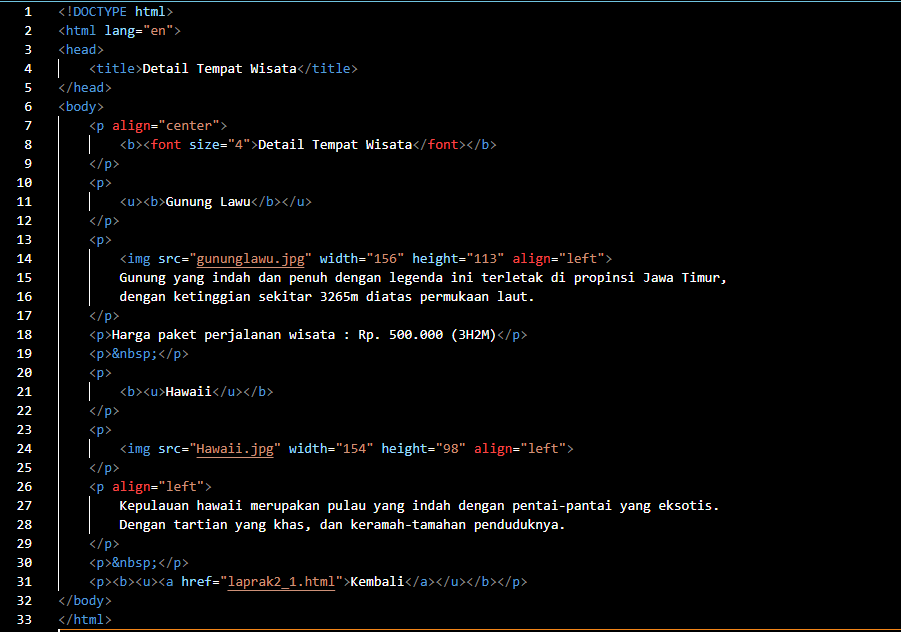 1 <!DOCTYPE html>
2 <html lang="en">
3 <head>
4     <title>Detail Tempat Wisata</title>
5 </head>
6 <body>
7     <p align="center">
8         <b><font size="4">Detail Tempat Wisata</font></b>
9     </p>
10     <p>
11         <u><b>Gunung Lawu</b></u>
12     </p>
13     <p>
14         <img src="gununglawu.jpg" width="156" height="113" align="left">
15         Gunung yang indah dan penuh dengan legenda ini terletak di propinsi Jawa Timur,
16         dengan ketinggian sekitar 3265m diatas permukaan laut.
17     </p>
18     <p>Harga paket perjalanan wisata : Rp. 500.000 (3H2M)</p>
19     <p>&nbsp;</p>
20     <p>
21         <b><u>Hawaii</u></b>
22     </p>
23     <p>
24         <img src="Hawaii.jpg" width="154" height="98" align="left">
25     </p>
26     <p align="left">
27         Kepulauan hawaii merupakan pulau yang indah dengan pentai-pantai yang eksotis.
28         Dengan tartian yang khas, dan keramah-tamahan penduduknya.
29     </p>
30     <p>&nbsp;</p>
31     <p><b><u><a href="laprak2_1.html">Kembali</a></u></b></p>
32 </body>
33 </html>